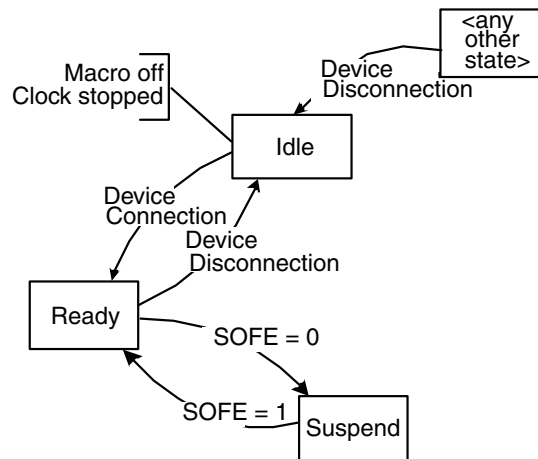 <any
other
state>
Device
Disconnection
Macro off
Clock stopped
Idle
Device
Connection
Device
Disconnection
Ready
SOFE = 0
SOFE = 1
Suspend